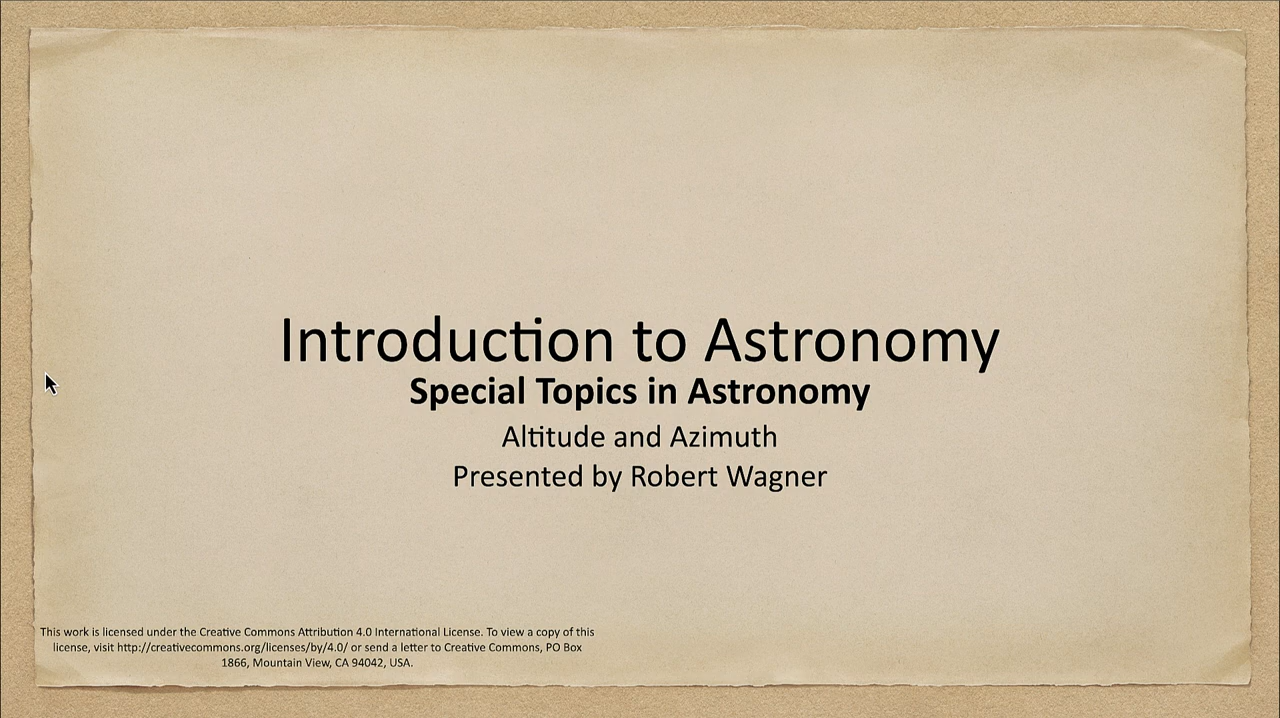 Introduction to Astronomy
Special Topics in Astronomy
Altitude and Azimuth
Presented by Robert Wagner
This work is licensed under the Creative Commons Attribution 4.0 International License. To view a copy of this
license, visit http://creativecommons.org/licenses/by/4.0/ or send a letter to Creative Commons, PO Box
1866, Mountain View, CA 94042, USA.